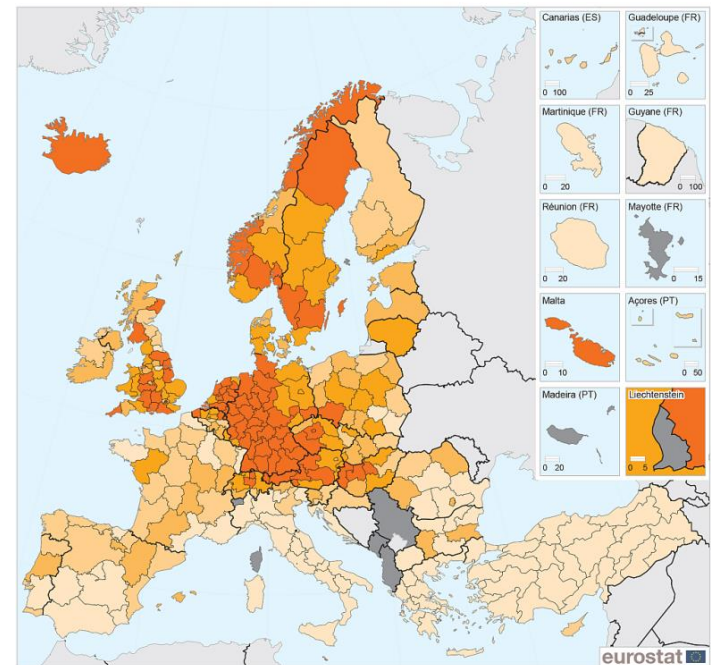 Canarias (ES)
0 100
Guadeloupe (FR)
0 25
Martinique (FR)
0 20
Guyane (FR)
0 100
Réunion (FR)
0 20
Mayotte (FR)
0 15
Malta
0 10
Açores (PT)
0 50
Madeira (PT)
0 20
Liechtenstein
0 5
eurostat